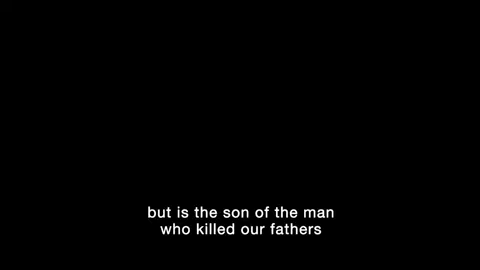 but is the son of the man
who killed our fathers